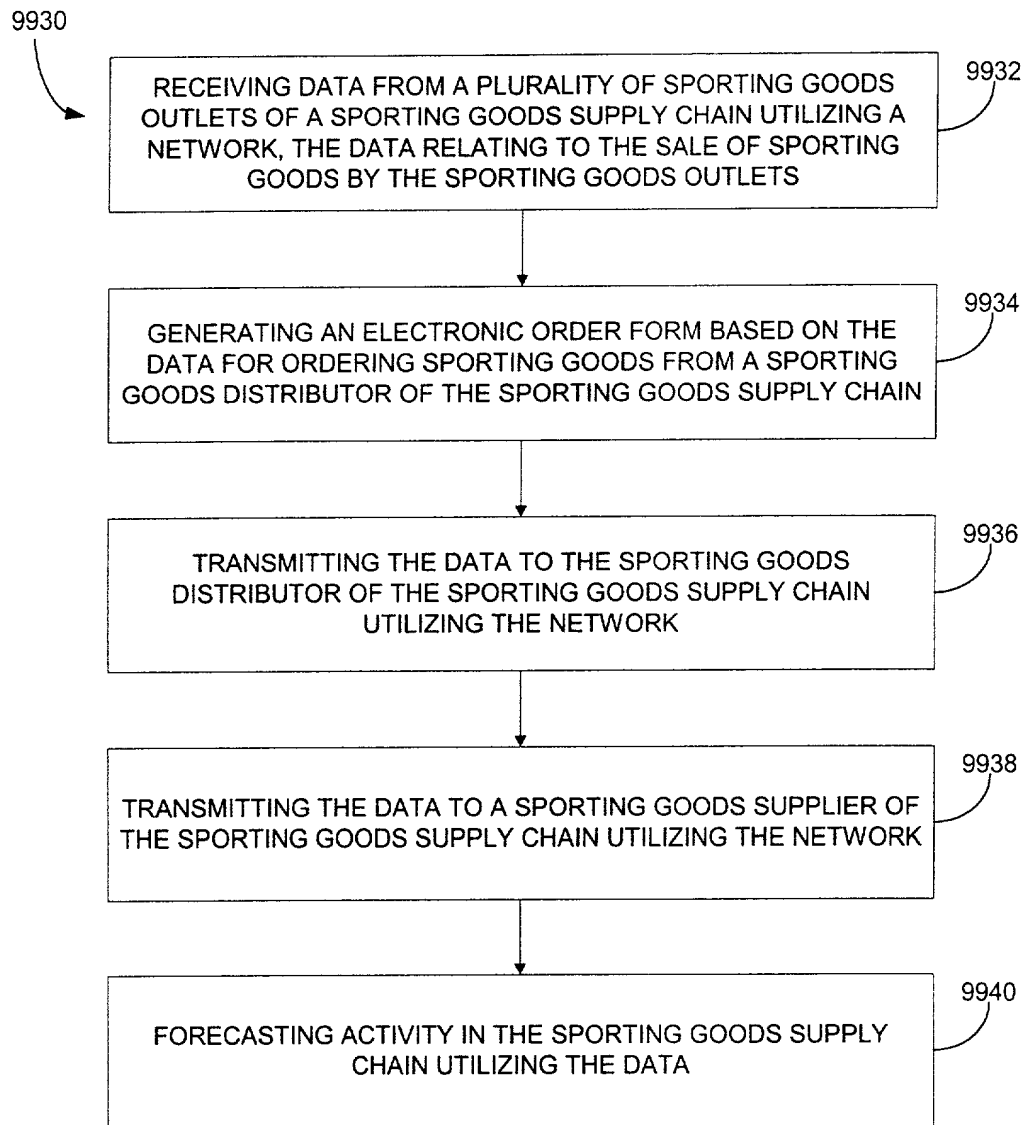 9930
RECEIVING DATA FROM A PLURALITY OF SPORTING GOODS
OUTLETS OF A SPORTING GOODS SUPPLY CHAIN UTILIZING A
NETWORK, THE DATA RELATING TO THE SALE OF SPORTING
GOODS BY THE SPORTING GOODS OUTLETS
9932
GENERATING AN ELECTRONIC ORDER FORM BASED ON THE
DATA FOR ORDERING SPORTING GOODS FROM A SPORTING
GOODS DISTRIBUTOR OF THE SPORTING GOODS SUPPLY CHAIN
9934
TRANSMITTING THE DATA TO THE SPORTING GOODS
DISTRIBUTOR OF THE SPORTING GOODS SUPPLY CHAIN
UTILIZING THE NETWORK
9936
TRANSMITTING THE DATA TO A SPORTING GOODS SUPPLIER OF
THE SPORTING GOODS SUPPLY CHAIN UTILIZING THE NETWORK
9938
FORECASTING ACTIVITY IN THE SPORTING GOODS SUPPLY
CHAIN UTILIZING THE DATA
9940